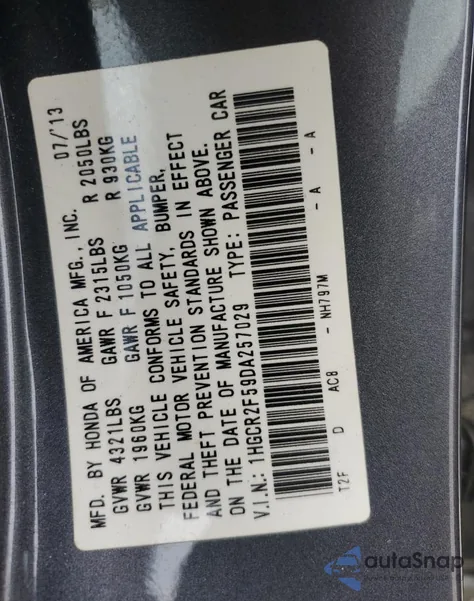 MFD. BY HONDA OF AMERICA MFG., INC. 07/'13
GVWR 4321LBS GAWR F 2315LBS R 2050LBS
GVWR 1960KG GAWR F 1050KG R 930KG
THIS VEHICLE CONFORMS TO ALL APPLICABLE
FEDERAL MOTOR VEHICLE SAFETY, BUMPER,
AND THEFT PREVENTION STANDARDS IN EFFECT
ON THE DATE OF MANUFACTURE SHOWN ABOVE.
V.I.N.: 1HGCR2F59DA257029 TYPE: PASSENGER CAR
T2F D AC8 - NH797M - A - A
autoSnap